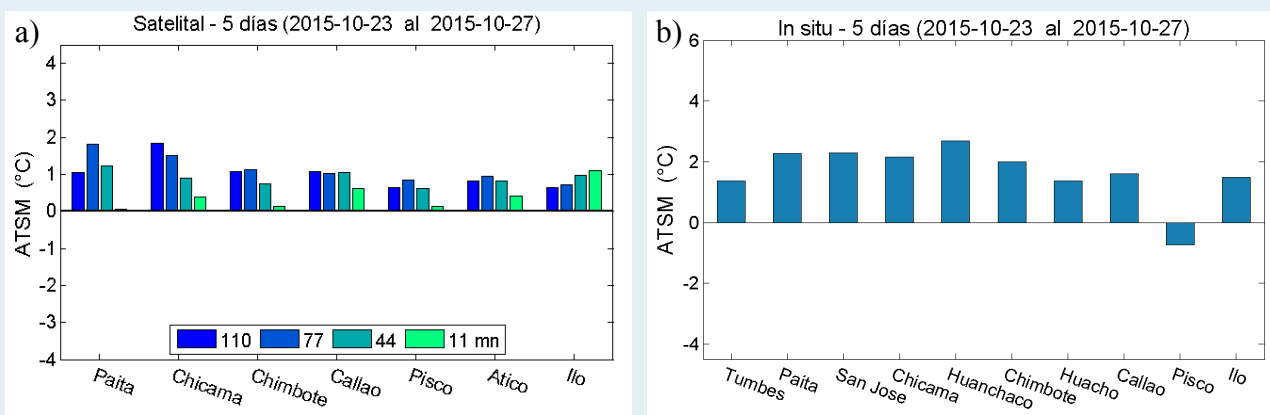 a)
Satelital - 5 días (2015-10-23 al 2015-10-27)
ATSM (°C)
4
3
2
1
0
-1
-2
-3
-4
110 77 44 11 mn
Paita Chicama Chimbote Callao Pisco Atico Ilo
b)
In situ - 5 días (2015-10-23 al 2015-10-27)
ATSM (°C)
6
4
2
0
-2
-4
Tumbes Paita San Jose Chicama Huanchaco Chimbote Huacho Callao Pisco Ilo